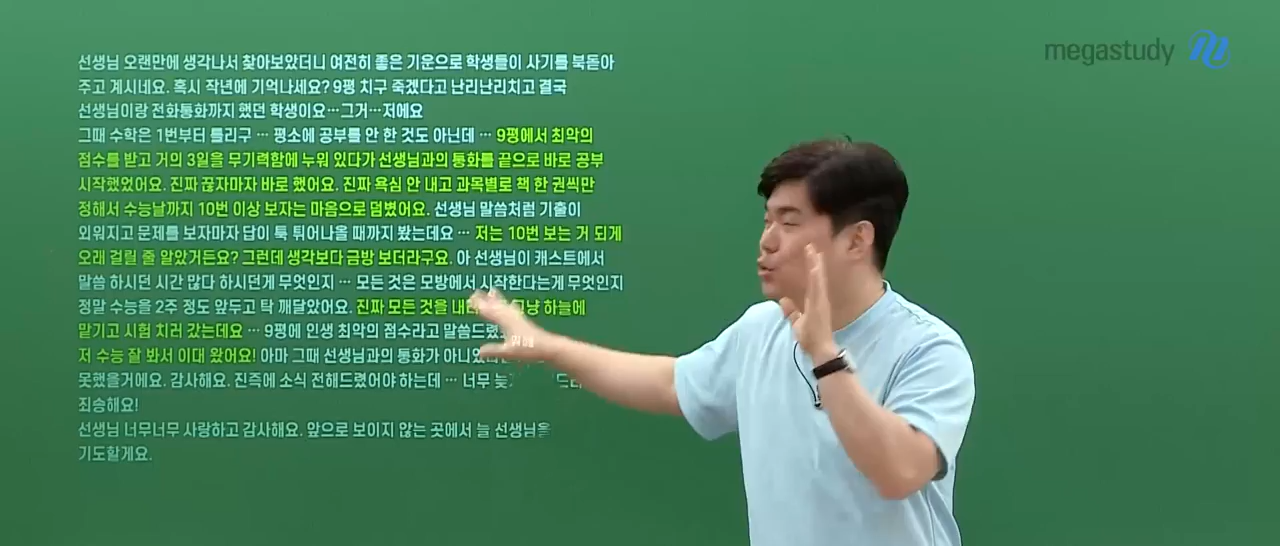 선생님 오랜만에 생각나서 찾아보았더니 여전히 좋은 기운으로 학생들이 사기를 북돋아
주고 계시네요. 혹시 작년에 기억나세요? 9평 치구 죽겠다고 난리난리치고 결국
선생님이랑 전화통화까지 했던 학생이요…그거…저에요
그때 수학은 1번부터 틀리구 … 평소에 공부를 안 한 것도 아닌데 … 9평에서 최악의
점수를 받고 거의 3일을 무기력함에 누워 있다가 선생님과의 통화를 끝으로 바로 공부
시작했었어요. 진짜 끊자마자 바로 했어요. 진짜 욕심 안 내고 과목별로 책 한 권씩만
정해서 수능날까지 10번 이상 보자는 마음으로 덤볐어요. 선생님 말씀처럼 기출이
외워지고 문제를 보자마자 답이 툭 튀어나올 때까지 봤는데요 … 저는 10번 보는 거 되게
오래 걸릴 줄 알았거든요? 그런데 생각보다 금방 보더라구요. 아 선생님이 캐스트에서
말씀 하시던 시간 많다 하시던게 무엇인지 … 모든 것은 모방에서 시작한다는게 무엇인지
정말 수능을 2주 정도 앞두고 탁 깨달았어요. 진짜 모든 것을 그냥 하늘에
맡기고 시험 치러 갔는데요 … 9평에 인생 최악의 점수라고
저 수능 잘 봐서 이대 왔어요! 아마 그때 선생님과의 통화가
못했을거에요. 감사해요. 진즉에 소식 전해드렸어야 하는데 … 너무
죄송해요!
선생님 너무너무 사랑하고 감사해요. 앞으로 보이지 않는 곳에서 늘 선생님을
기도할게요.
megastudy